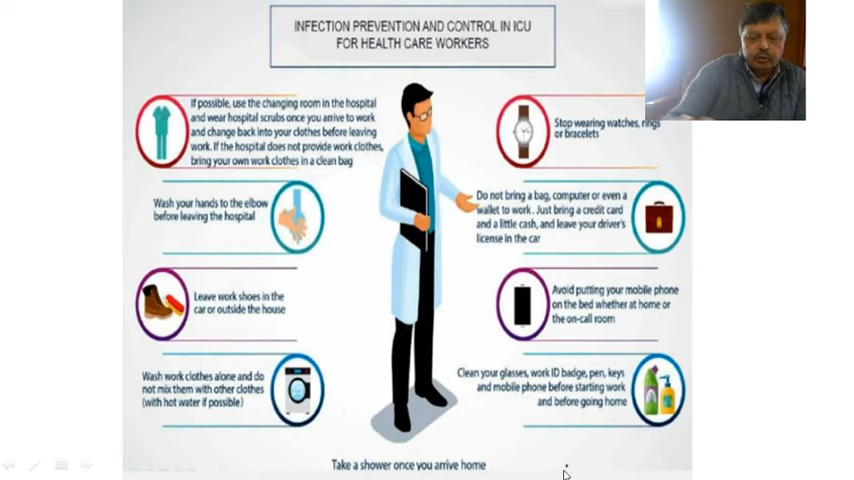 INFECTION PREVENTION AND CONTROL IN ICU
FOR HEALTH CARE WORKERS
If possible, use the changing room in the hospital
and wear hospital scrubs once you arrive to work
and change back into your clothes before leaving
work. If the hospital does not provide work clothes,
bring your own work clothes in a clean bag
Wash your hands to the elbow
before leaving the hospital
Leave work shoes in the
car or outside the house
Wash work clothes alone and do
not mix them with other clothes
(with hot water if possible)
Stop wearing watches, rings
or bracelets
Do not bring a bag, computer or even a
wallet to work. Just bring a credit card
and a little cash, and leave your driver's
license in the car
Avoid putting your mobile phone
on the bed whether at home or
the on-call room
Clean your glasses, work ID badge, pen, keys
and mobile phone before starting work
and before going home
Take a shower once you arrive home